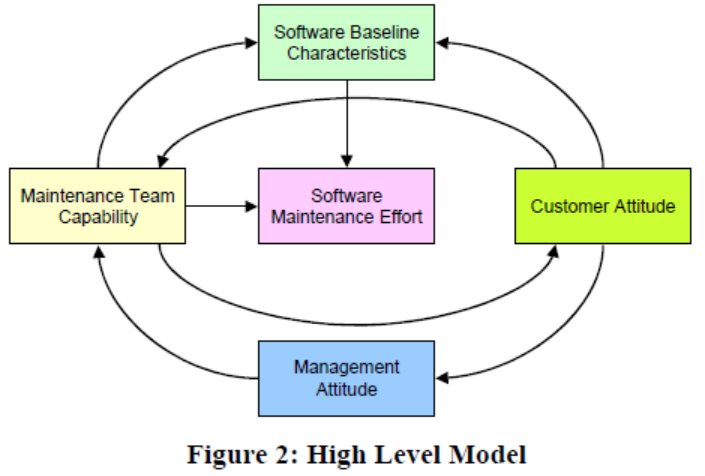 Software Baseline
Characteristics
Maintenance Team
Capability
Software
Maintenance Effort
Customer Attitude
Management
Attitude
Figure 2: High Level Model